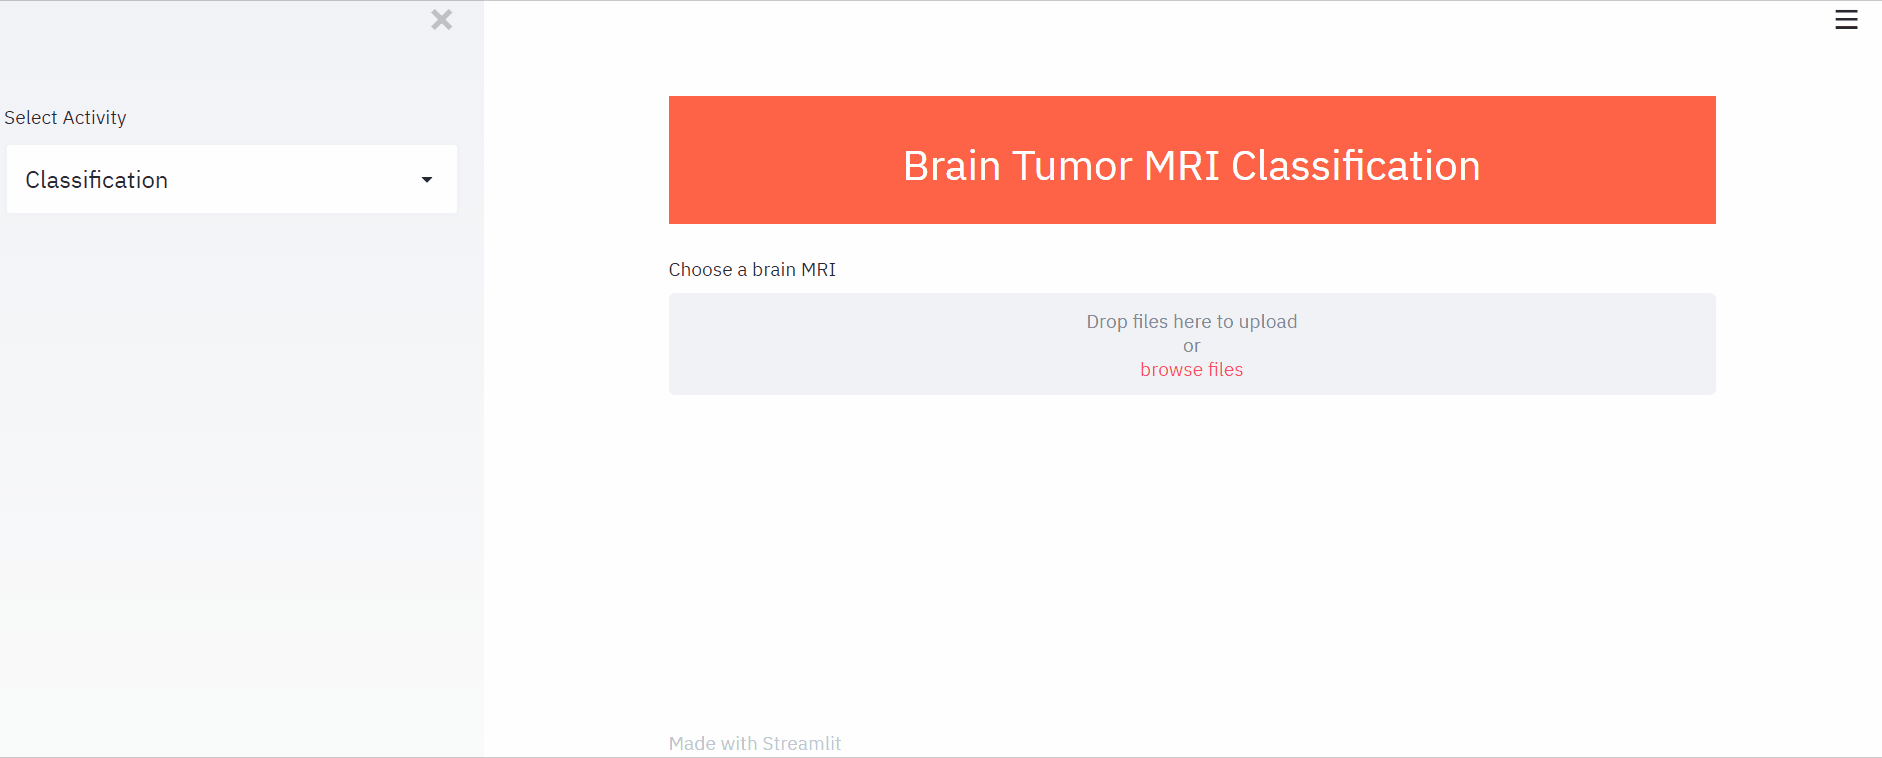 Select Activity
Classification
Brain Tumor MRI Classification
Choose a brain MRI
Drop files here to upload
or
browse files
Made with Streamlit